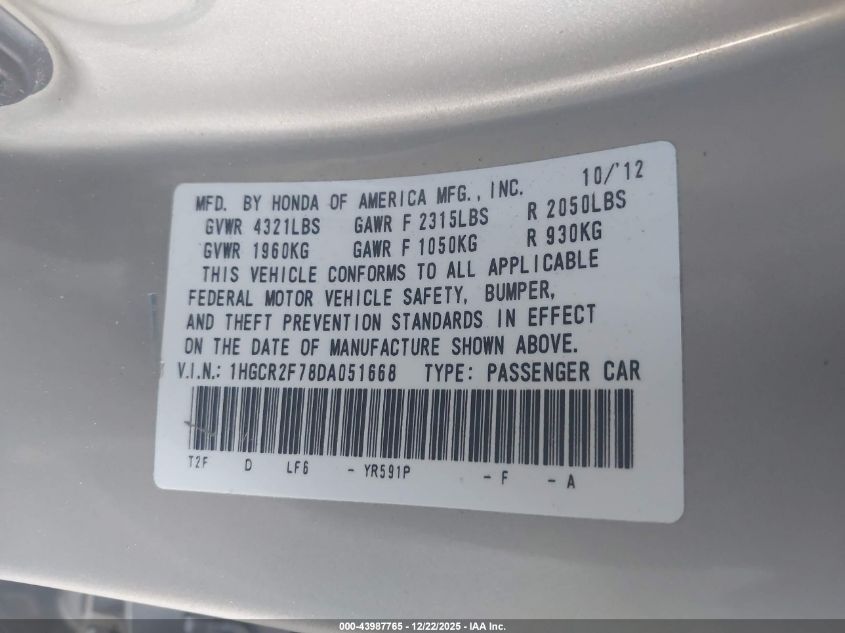 10/'12
MFD. BY HONDA OF AMERICA MFG., INC.
GVWR 4321LBS GAWR F 2315LBS R 2050LBS
GVWR 1960KG GAWR F 1050KG R 930KG
THIS VEHICLE CONFORMS TO ALL APPLICABLE
FEDERAL MOTOR VEHICLE SAFETY, BUMPER,
AND THEFT PREVENTION STANDARDS IN EFFECT
ON THE DATE OF MANUFACTURE SHOWN ABOVE.
V.I.N.: 1HGCR2F78DA051668 TYPE: PASSENGER CAR
T2F D LF6 - YR591P - F - A
000-43987765 - 12/22/2025 - IAA Inc.